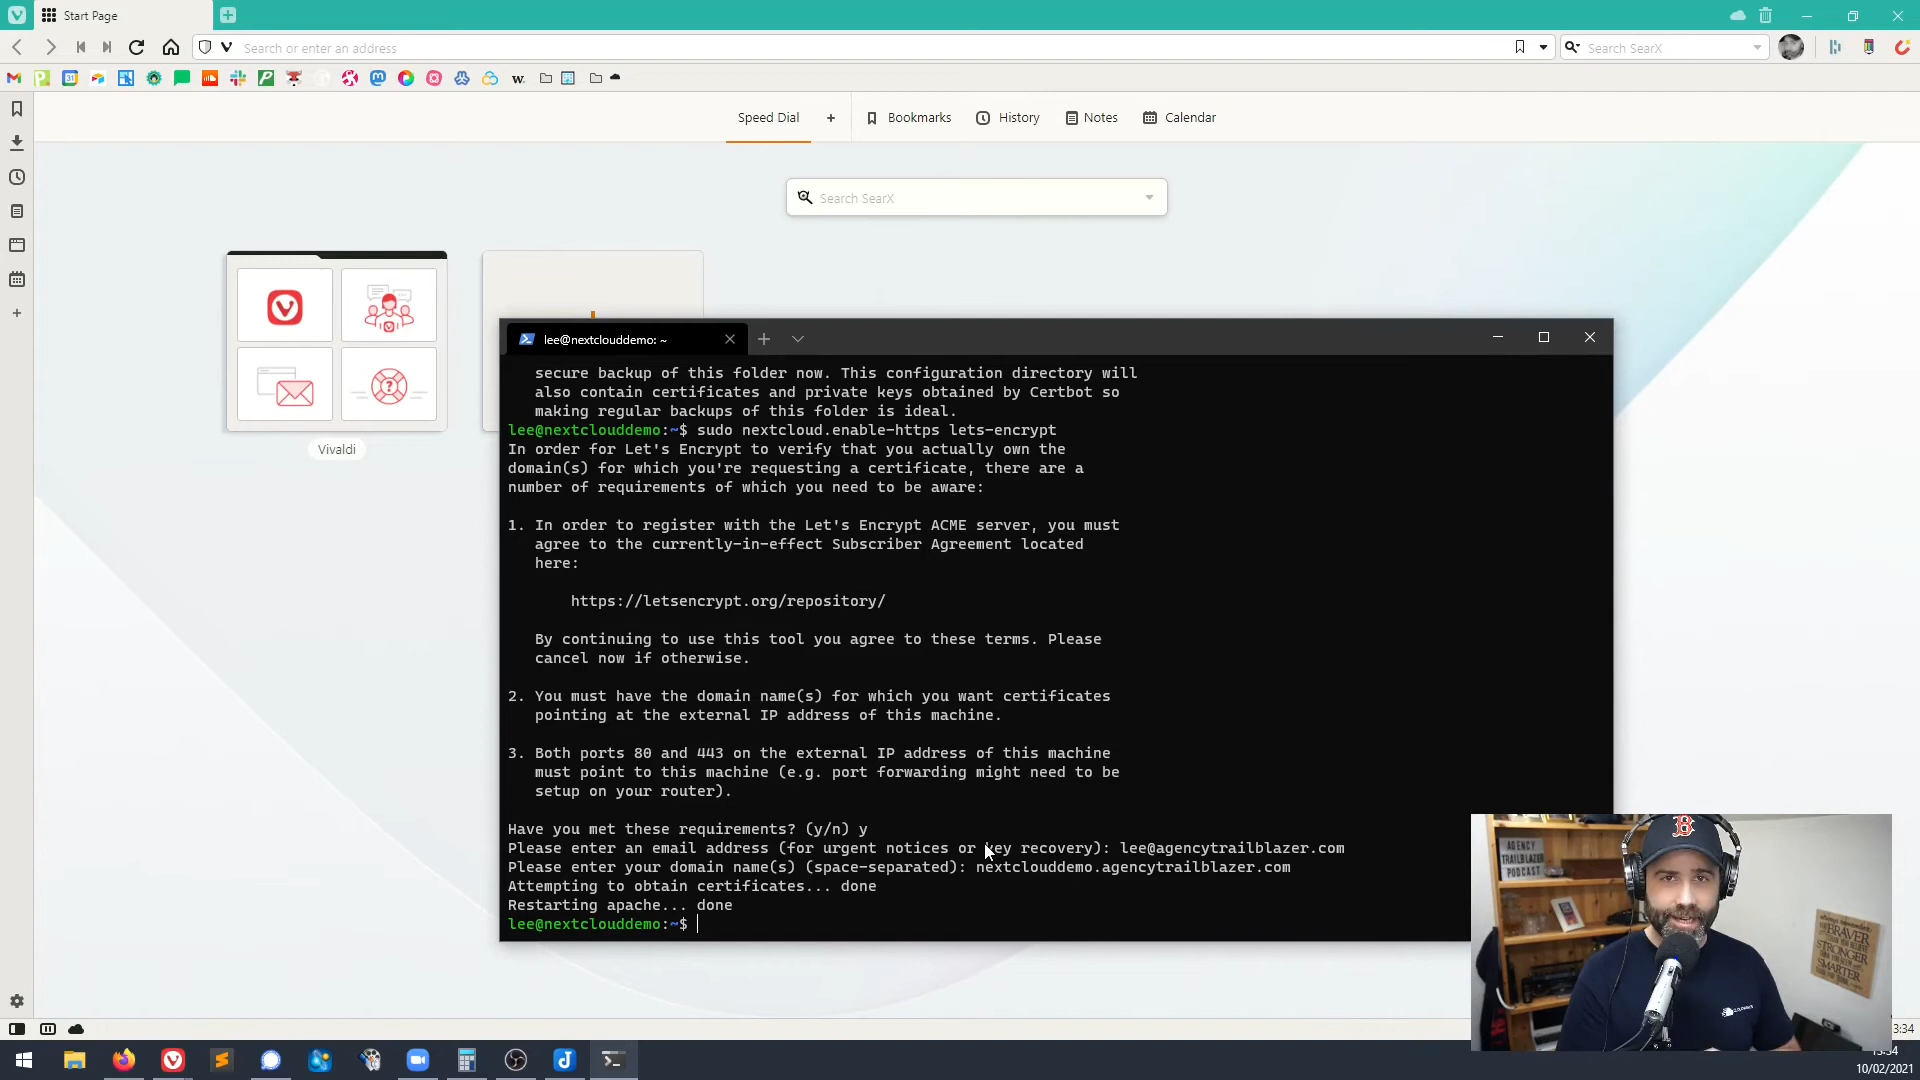 Start Page
Search or enter an address
Search SearX
31
w.
Speed Dial
Bookmarks
History
Notes
Calendar
Search SearX
Vivaldi
lee@nextclouddemo: ~
secure backup of this folder now. This configuration directory will
also contain certificates and private keys obtained by Certbot so
making regular backups of this folder is ideal.
lee@nextclouddemo:~$ sudo nextcloud.enable-https lets-encrypt
In order for Let's Encrypt to verify that you actually own the
domain(s) for which you're requesting a certificate, there are a
number of requirements of which you need to be aware:
1. In order to register with the Let's Encrypt ACME server, you must
agree to the currently-in-effect Subscriber Agreement located
here:
https://letsencrypt.org/repository/
By continuing to use this tool you agree to these terms. Please
cancel now if otherwise.
2. You must have the domain name(s) for which you want certificates
pointing at the external IP address of this machine.
3. Both ports 80 and 443 on the external IP address of this machine
must point to this machine (e.g. port forwarding might need to be
setup on your router).
Have you met these requirements? (y/n) y
Please enter an email address (for urgent notices or key recovery): lee@agencytrailblazer.com
Please enter your domain name(s) (space-separated): nextclouddemo.agencytrailblazer.com
Attempting to obtain certificates... done
Restarting apache... done
lee@nextclouddemo:~$
AGENCY
TRAILBLAZER
PODCAST
B
BRAVER
STRONGER
SMARTER
3:34
13:34
10/02/2021